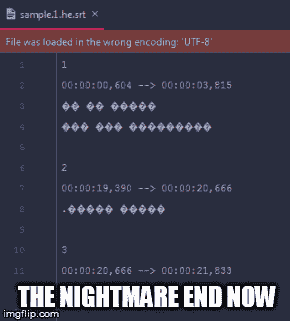 sample.1.he.srt ×
File was loaded in the wrong encoding: 'UTF-8'
1 1
2 00:00:00,604 --> 00:00:03,815
3 �� �� �����
4 ��� ��� ���������
5
6 2
7 00:00:19,390 --> 00:00:20,666
8 .����� �����
9
10 3
11 00:00:20,666 --> 00:00:21,833
THE NIGHTMARE END NOW
imgflip.com